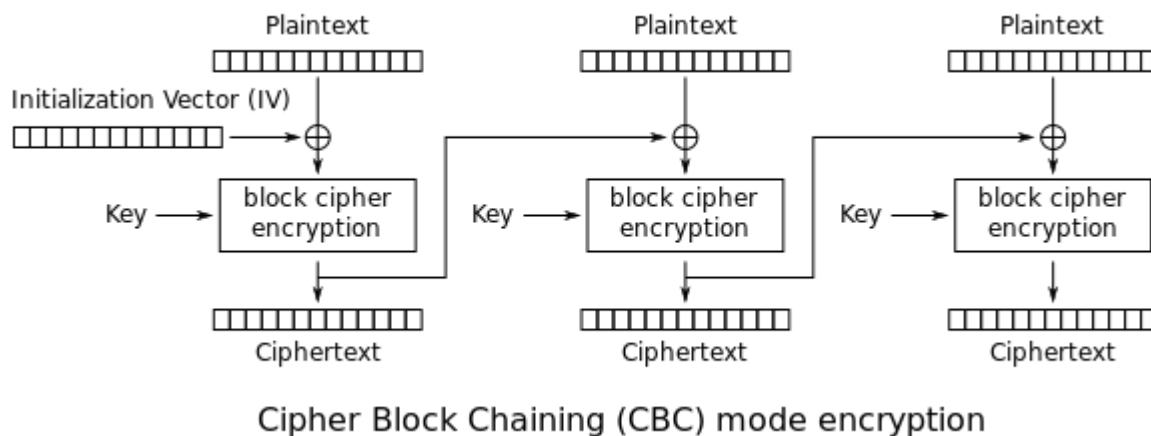 Plaintext
Plaintext
Plaintext
Initialization Vector (IV)
Key
block cipher
encryption
Key
block cipher
encryption
Key
block cipher
encryption
Ciphertext
Ciphertext
Ciphertext
Cipher Block Chaining (CBC) mode encryption